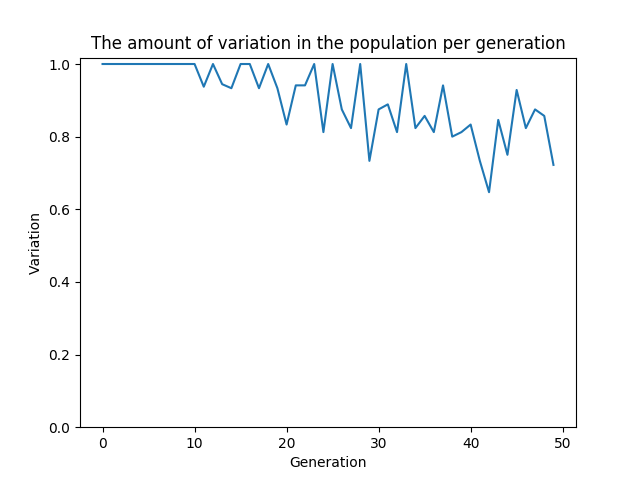 The amount of variation in the population per generation
1.0
0.8
0.6
0.4
0.2
0.0
Variation
0 10 20 30 40 50
Generation